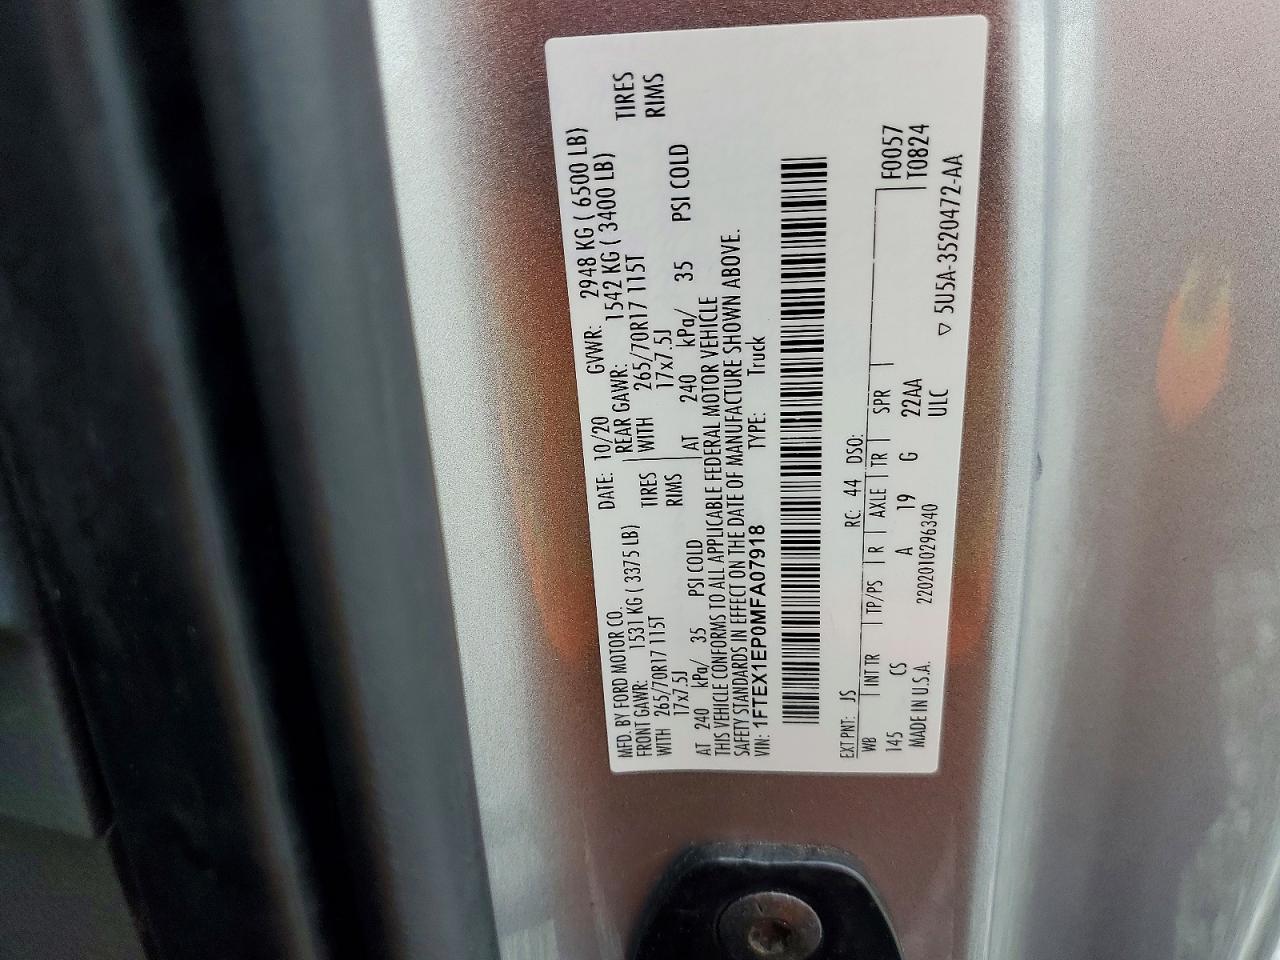 MFD. BY FORD MOTOR CO.
DATE: 10/20 GVWR: 2948 KG ( 6500 LB)
FRONT GAWR: 1531 KG ( 3375 LB) REAR GAWR: 1542 KG ( 3400 LB)
WITH 265/70R17 115T TIRES WITH 265/70R17 115T TIRES
17x7.5J RIMS 17x7.5J RIMS
AT 240 kPa/ 35 PSI COLD AT 240 kPa/ 35 PSI COLD
THIS VEHICLE CONFORMS TO ALL APPLICABLE FEDERAL MOTOR VEHICLE
SAFETY STANDARDS IN EFFECT ON THE DATE OF MANUFACTURE SHOWN ABOVE.
VIN: 1FTEX1EP0MFA07918 TYPE: Truck
EXT PNT: JS RC: 44 DSO: F0057
WB INT TR TP/PS R AXLE TR SPR T0824
145 CS A 19 G 22AA
MADE IN U.S.A. 2202010296340 ULC
▽ 5U5A-3520472-AA